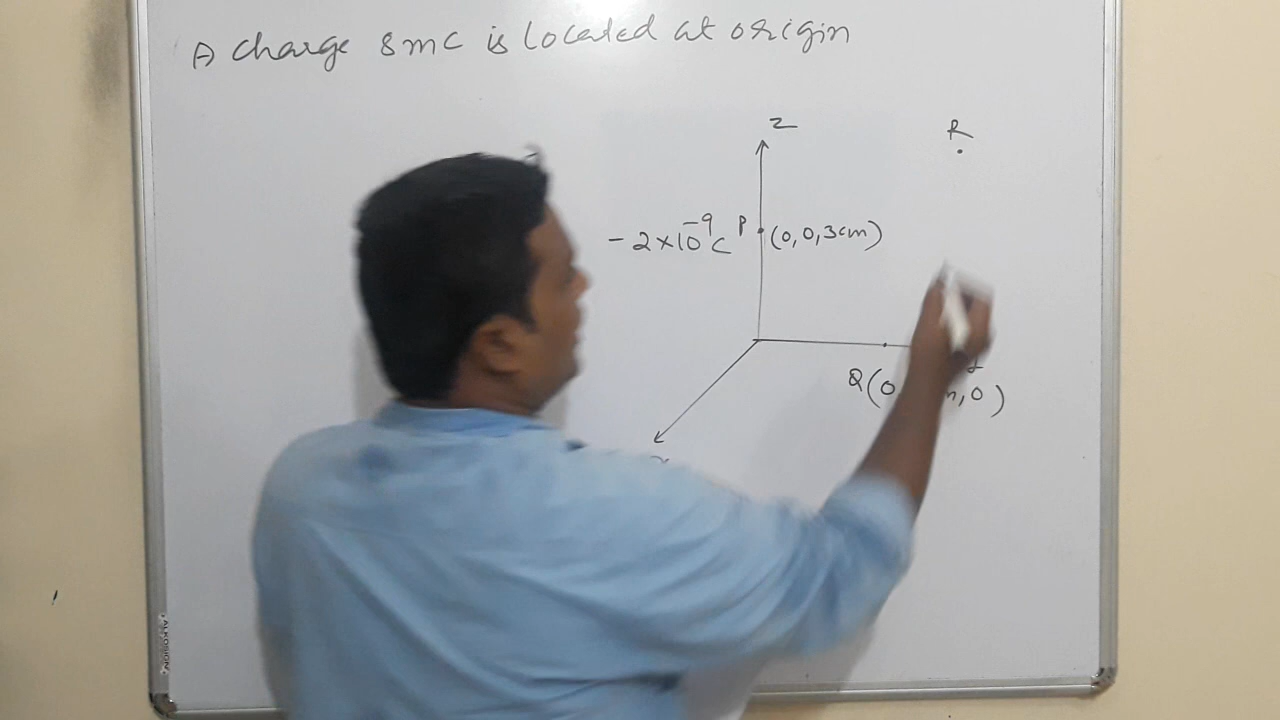 A charge 8mC is located at origin
Z
R
-2×10⁻⁹C P (0,0,3cm)
Q(0 ,0)